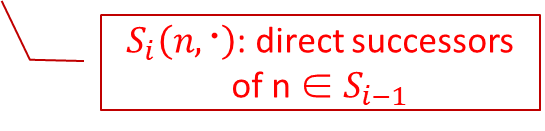 𝑆ᵢ(𝑛,·): direct successors
of n ∈ 𝑆ᵢ₋₁